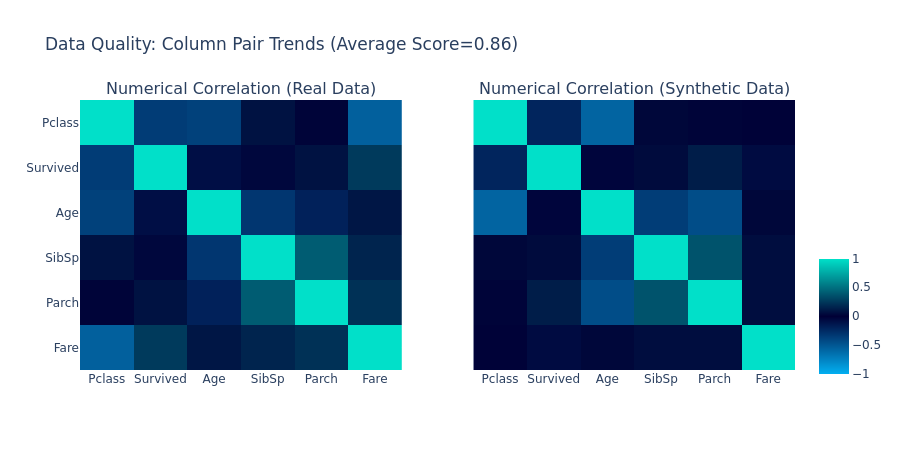 Data Quality: Column Pair Trends (Average Score=0.86)
Numerical Correlation (Real Data)
Numerical Correlation (Synthetic Data)
Pclass
Survived
Age
SibSp
Parch
Fare
Pclass Survived Age SibSp Parch Fare
Pclass Survived Age SibSp Parch Fare
1
0.5
0
−0.5
−1